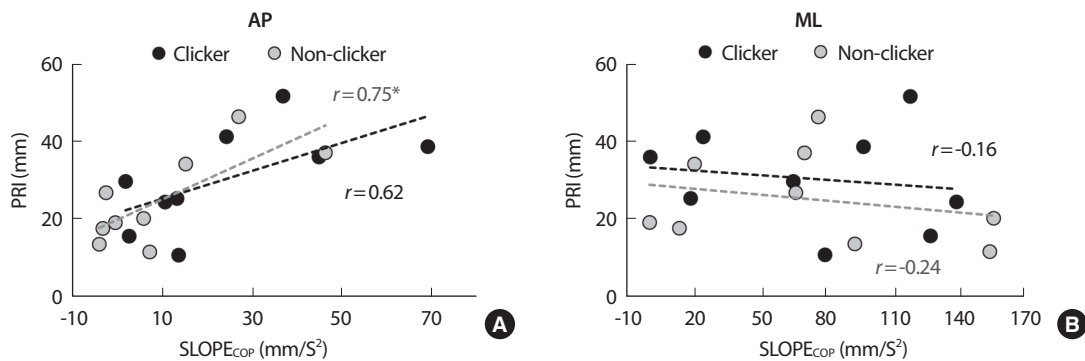 AP
Clicker Non-clicker
60
40
20
0
PRI (mm)
r=0.75*
r=0.62
-10 10 30 50 70
SLOPECOP (mm/S²)
A
ML
Clicker Non-clicker
60
40
20
0
PRI (mm)
r=-0.16
r=-0.24
-10 20 50 80 110 140 170
SLOPECOP (mm/S²)
B